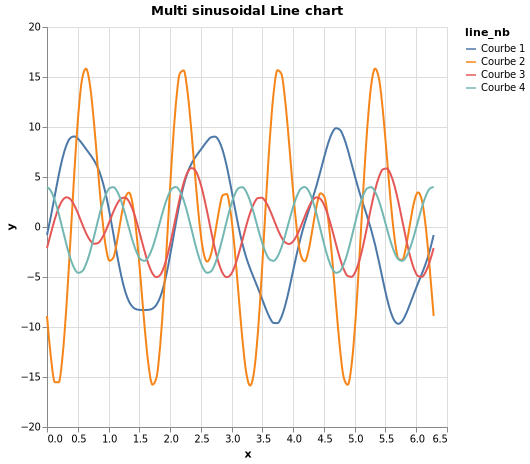 Multi sinusoidal Line chart
line_nb
Courbe 1
Courbe 2
Courbe 3
Courbe 4
20
15
10
5
0
−5
−10
−15
−20
y
0.0 0.5 1.0 1.5 2.0 2.5 3.0 3.5 4.0 4.5 5.0 5.5 6.0 6.5
x